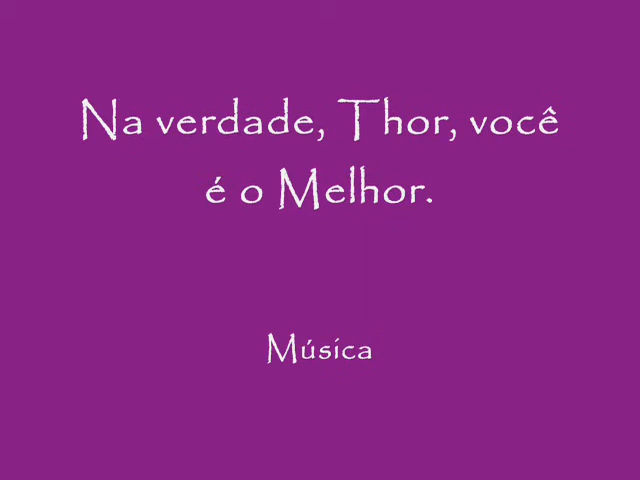 Na verdade, Thor, você
é o Melhor.
Música